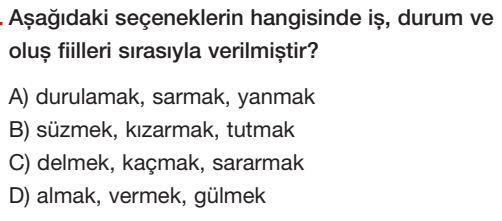 . Aşağıdaki seçeneklerin hangisinde iş, durum ve
oluş fiilleri sırasıyla verilmiştir?
A) durulamak, sarmak, yanmak
B) süzmek, kızarmak, tutmak
C) delmek, kaçmak, sararmak
D) almak, vermek, gülmek